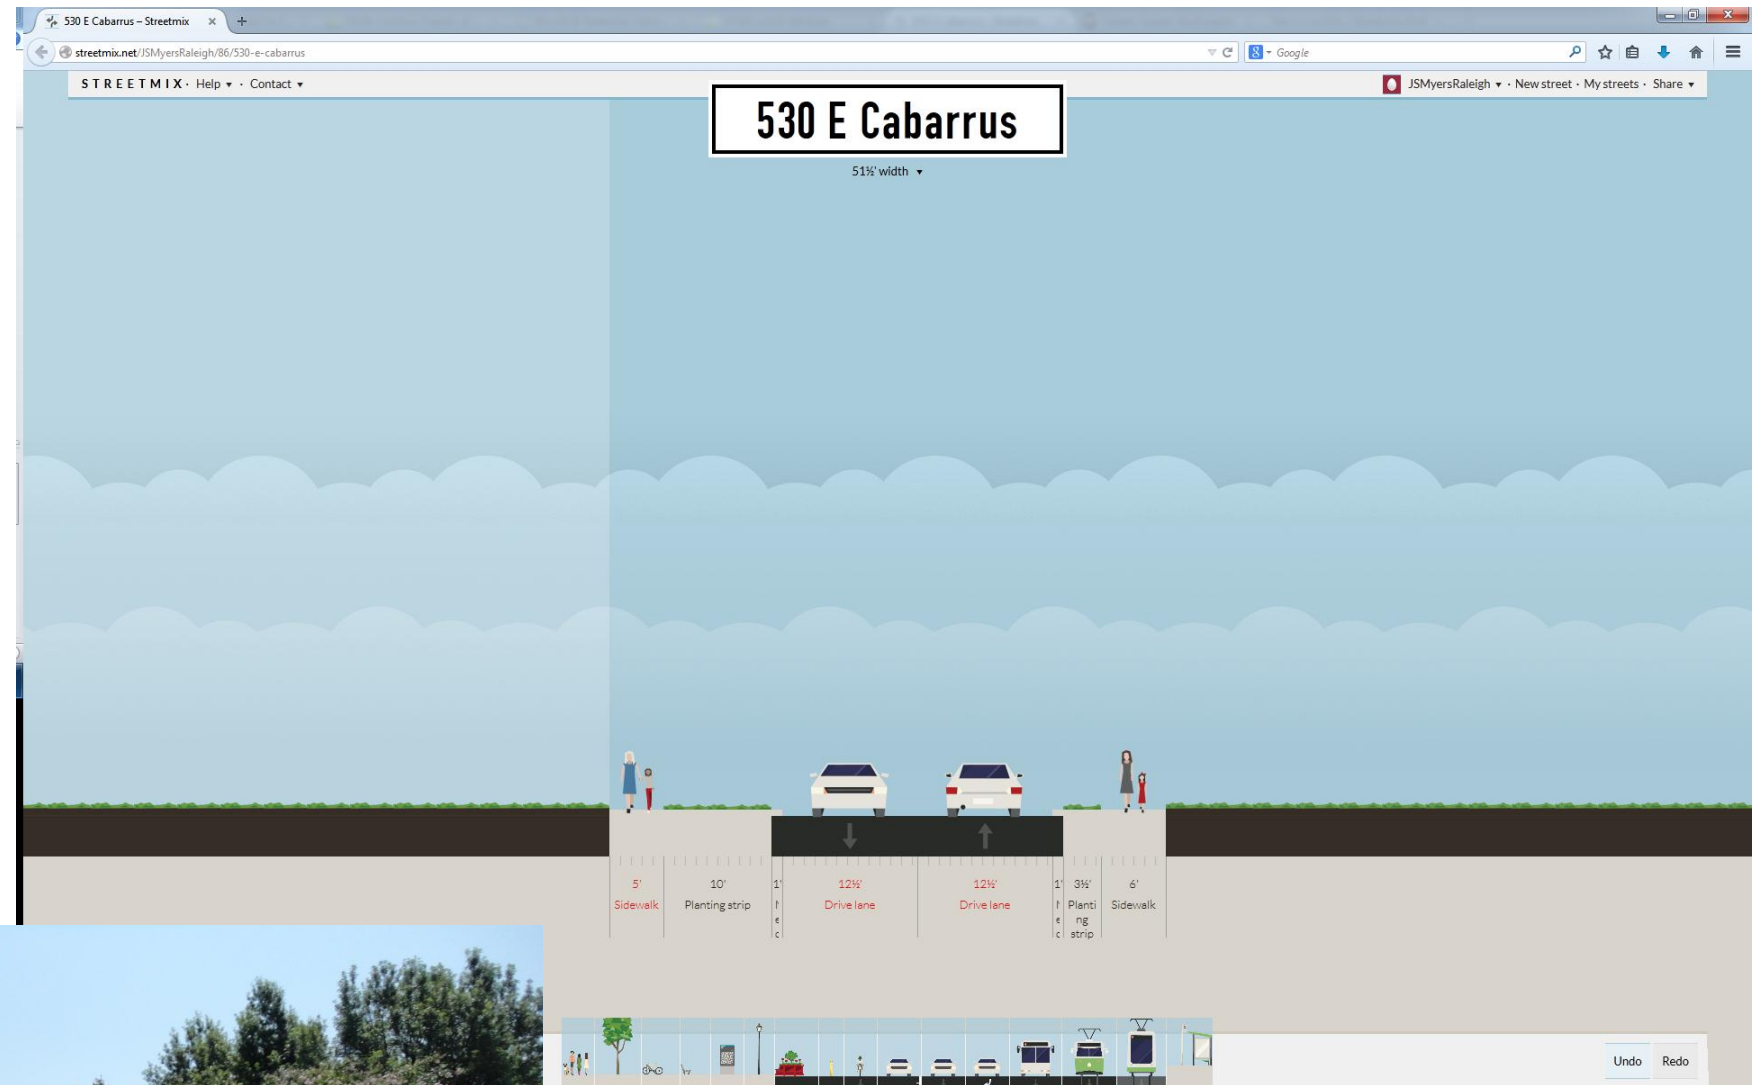 530 E Cabarrus – Streetmix × +
streetmix.net/JSMyersRaleigh/86/530-e-cabarrus
Google
STREETMIX · Help ▾ · Contact ▾
JSMyersRaleigh ▾ · New street · My streets · Share ▾
530 E Cabarrus
51½' width ▾
5' 10' 1' 12½' 12½' 1' 3½' 6'
Sidewalk Planting strip Drive lane Drive lane Planti Sidewalk
ng
strip
Undo Redo